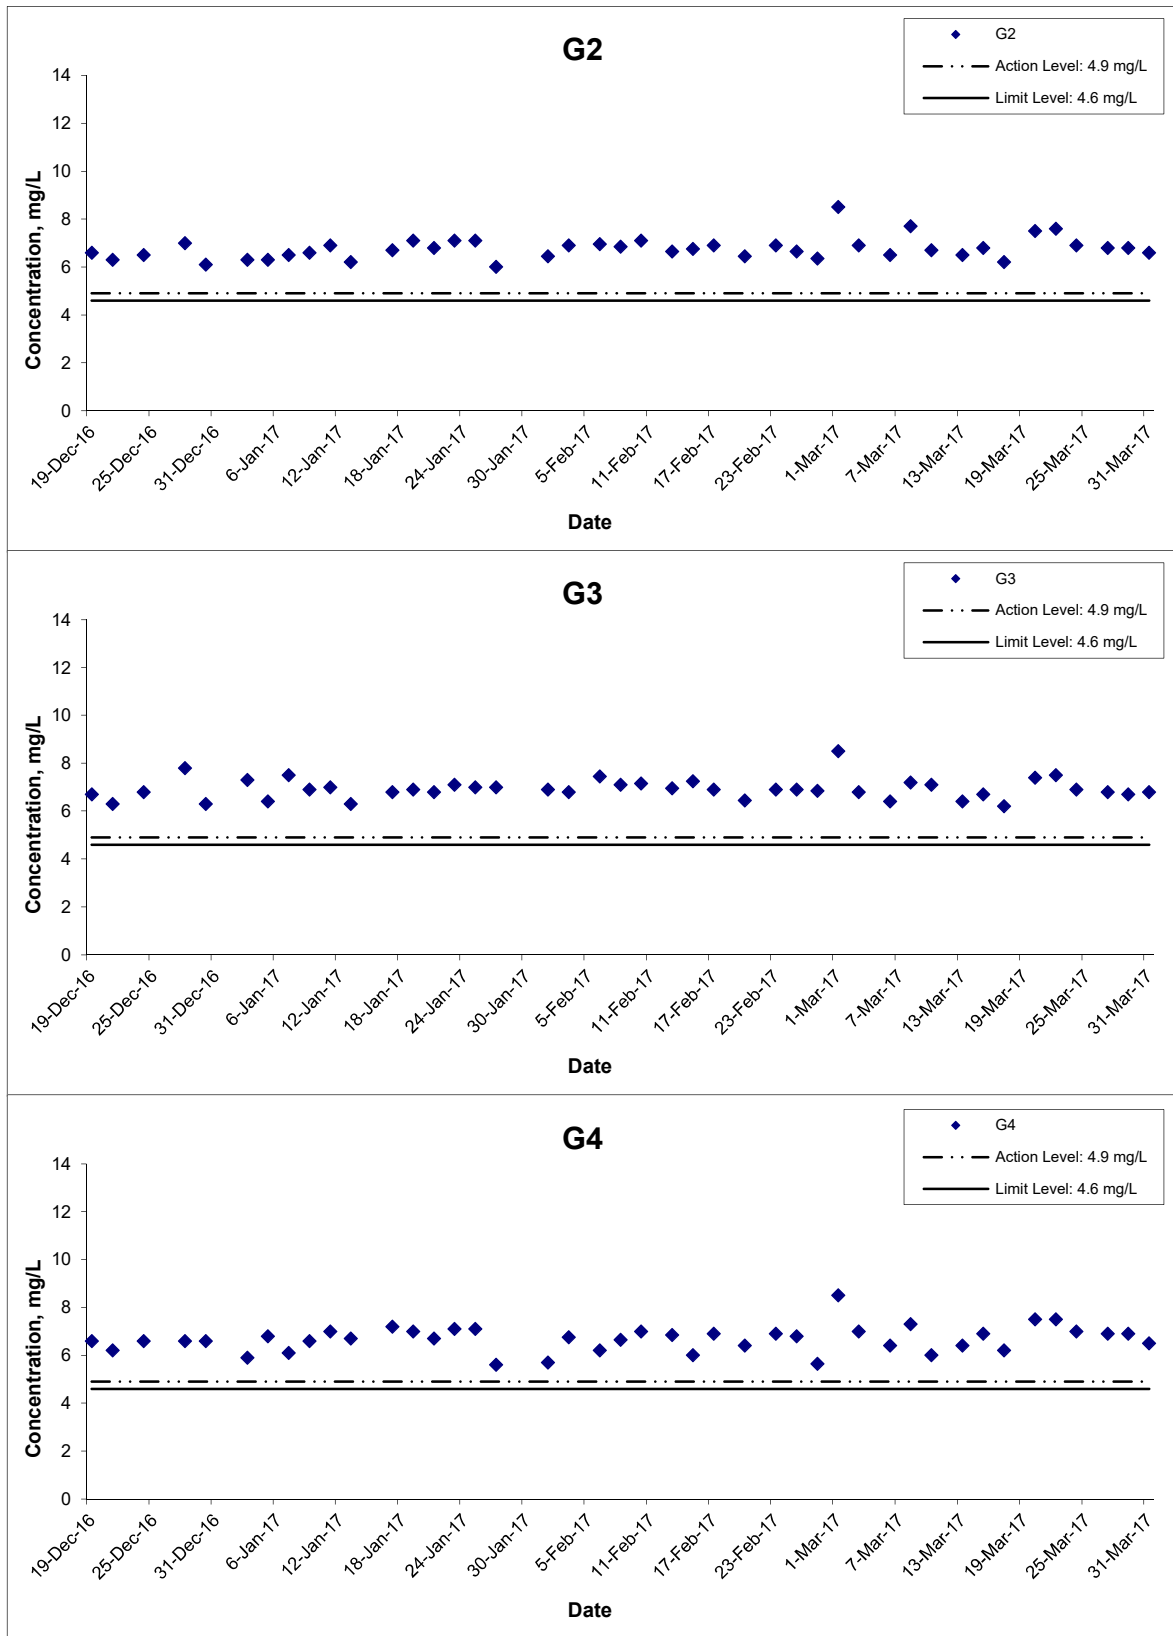 G2
G2
Action Level: 4.9 mg/L
Limit Level: 4.6 mg/L
Concentration, mg/L
14
12
10
8
6
4
2
0
19-Dec-16
25-Dec-16
31-Dec-16
6-Jan-17
12-Jan-17
18-Jan-17
24-Jan-17
30-Jan-17
5-Feb-17
11-Feb-17
17-Feb-17
23-Feb-17
1-Mar-17
7-Mar-17
13-Mar-17
19-Mar-17
25-Mar-17
31-Mar-17
Date
G3
G3
Action Level: 4.9 mg/L
Limit Level: 4.6 mg/L
Concentration, mg/L
14
12
10
8
6
4
2
0
19-Dec-16
25-Dec-16
31-Dec-16
6-Jan-17
12-Jan-17
18-Jan-17
24-Jan-17
30-Jan-17
5-Feb-17
11-Feb-17
17-Feb-17
23-Feb-17
1-Mar-17
7-Mar-17
13-Mar-17
19-Mar-17
25-Mar-17
31-Mar-17
Date
G4
G4
Action Level: 4.9 mg/L
Limit Level: 4.6 mg/L
Concentration, mg/L
14
12
10
8
6
4
2
0
19-Dec-16
25-Dec-16
31-Dec-16
6-Jan-17
12-Jan-17
18-Jan-17
24-Jan-17
30-Jan-17
5-Feb-17
11-Feb-17
17-Feb-17
23-Feb-17
1-Mar-17
7-Mar-17
13-Mar-17
19-Mar-17
25-Mar-17
31-Mar-17
Date